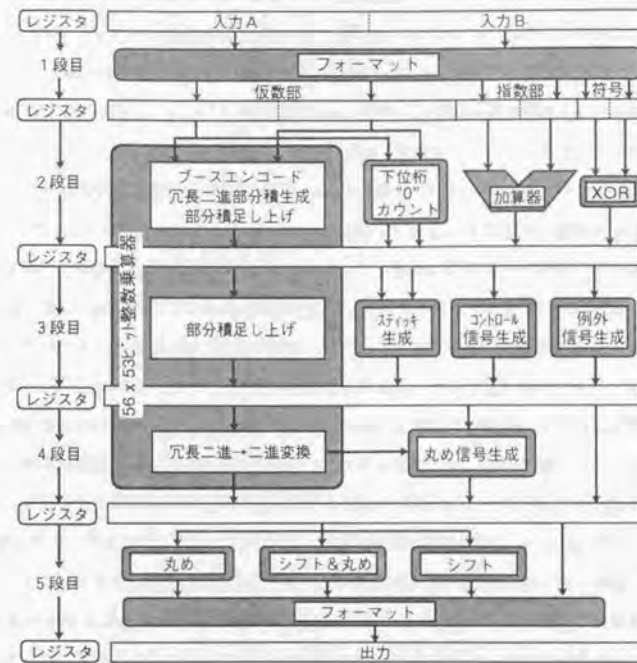 レジスタ
入力A
入力B
1段目
フォーマット
仮数部
指数部
符号
レジスタ
2段目
ブースエンコード
冗長二進部分積生成
部分積足し上げ
下位桁
"0"
カウント
加算器
XOR
レジスタ
56 x 53ビット整数乗算器
3段目
部分積足し上げ
スティッキ
生成
コントロール
信号生成
例外
信号生成
レジスタ
4段目
冗長二進→二進変換
丸め信号生成
レジスタ
5段目
丸め
シフト&丸め
シフト
フォーマット
レジスタ
出力